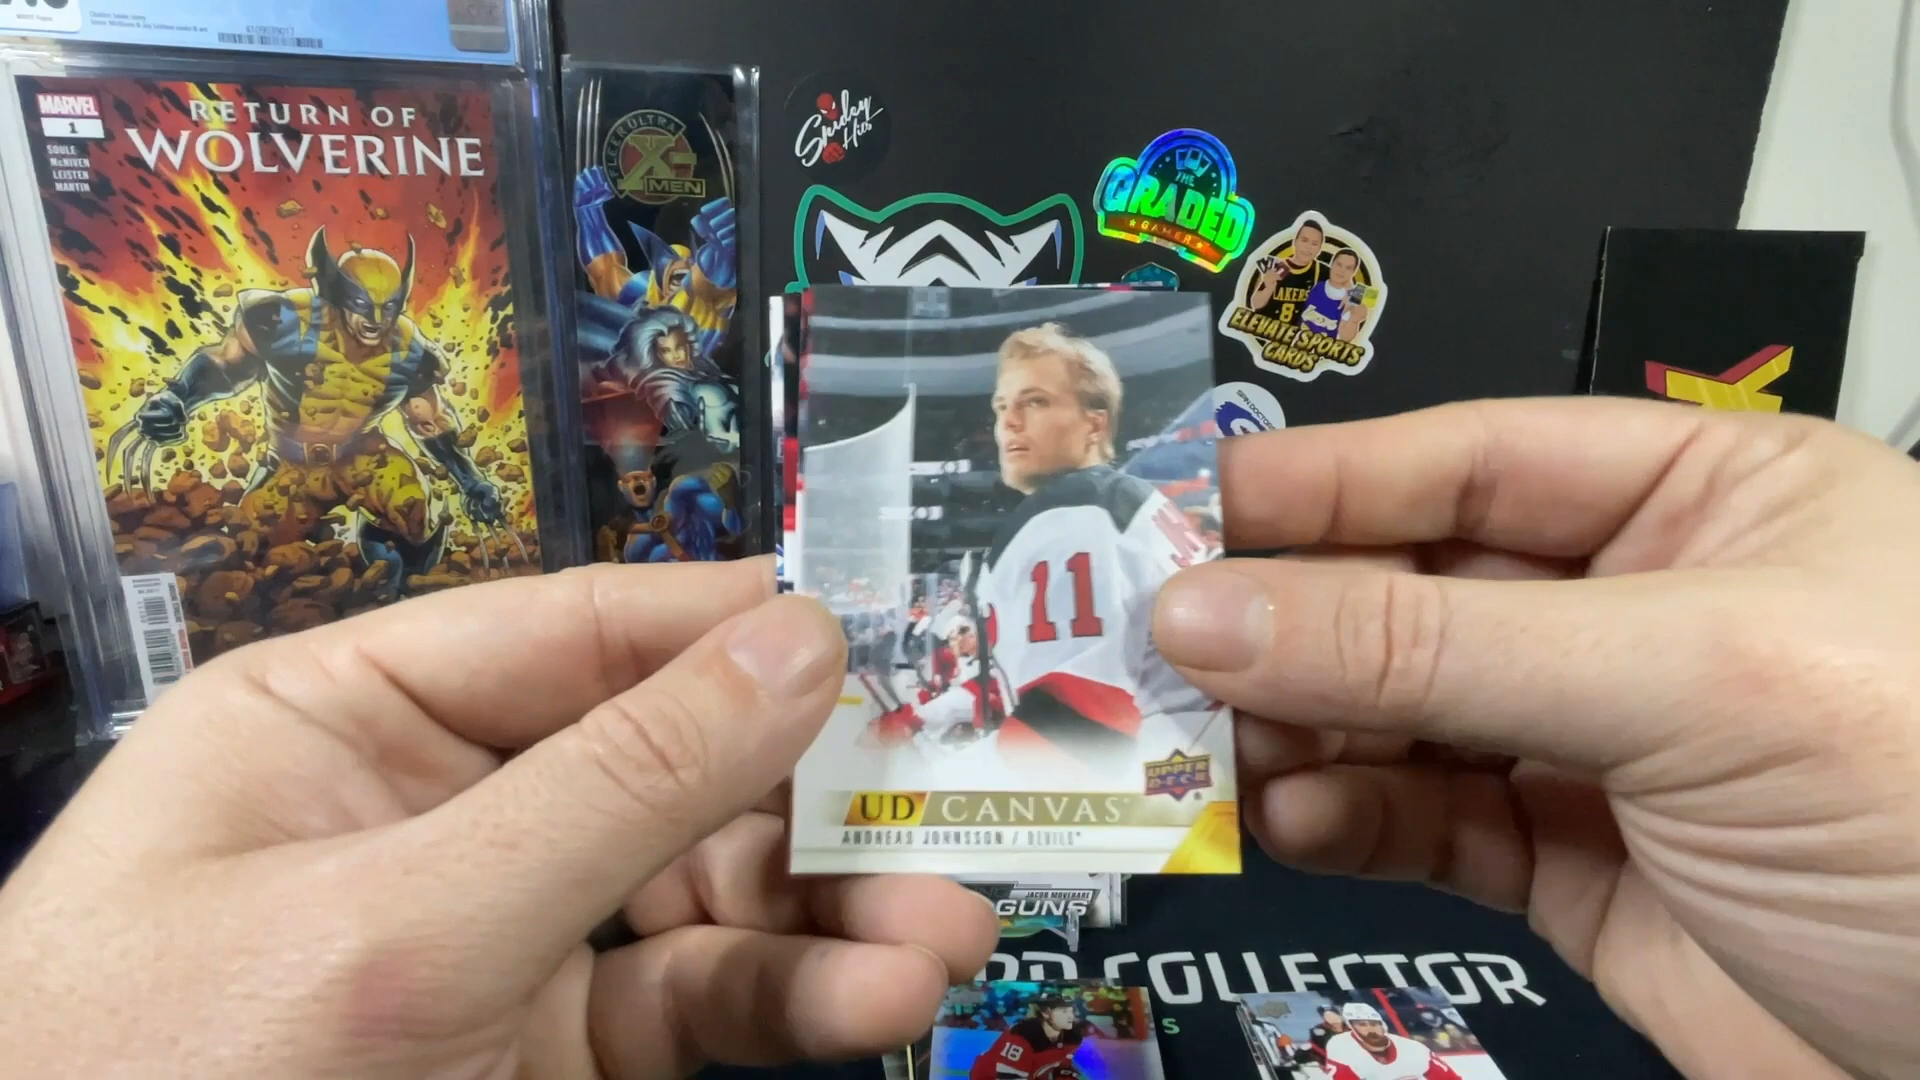 MARVEL
1
SOULE
McNIVEN
LEISTEN
MARTIN
RETURN OF
WOLVERINE
FLEER ULTRA
X-MEN
Spidey
Hits
THE
GRADED
GAMER
LAKERS
8
ELEVATE SPORTS
CARDS
11
UPPER
DECK
UD CANVAS
ANDREAS JOHNSSON / DEVILS
JACOB MOVERARE
GUNS
RD COLLECTOR
S
18